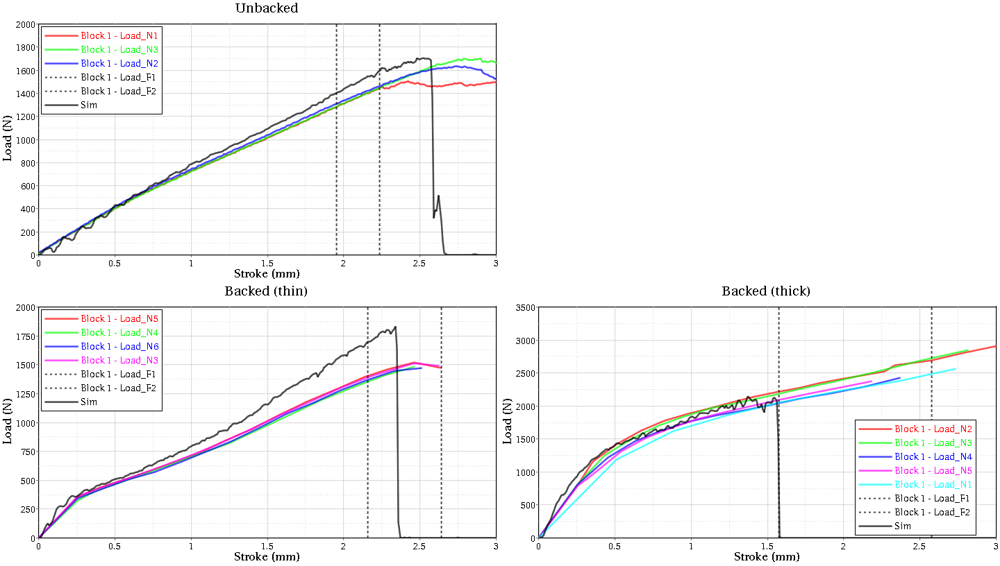 Unbacked
2000
1800
1600
1400
1200
1000
800
600
400
200
0
Load (N)
Block 1 - Load_N1
Block 1 - Load_N3
Block 1 - Load_N2
Block 1 - Load_F1
Block 1 - Load_F2
Sim
0 0.5 1 1.5 2 2.5 3
Stroke (mm)
Backed (thin)
2000
1750
1500
1250
1000
750
500
250
0
Load (N)
Block 1 - Load_N5
Block 1 - Load_N4
Block 1 - Load_N6
Block 1 - Load_N3
Block 1 - Load_F1
Block 1 - Load_F2
Sim
0 0.5 1 1.5 2 2.5 3
Stroke (mm)
Backed (thick)
3500
3000
2500
2000
1500
1000
500
0
Load (N)
Block 1 - Load_N2
Block 1 - Load_N3
Block 1 - Load_N4
Block 1 - Load_N5
Block 1 - Load_N1
Block 1 - Load_F1
Block 1 - Load_F2
Sim
0 0.5 1 1.5 2 2.5 3
Stroke (mm)